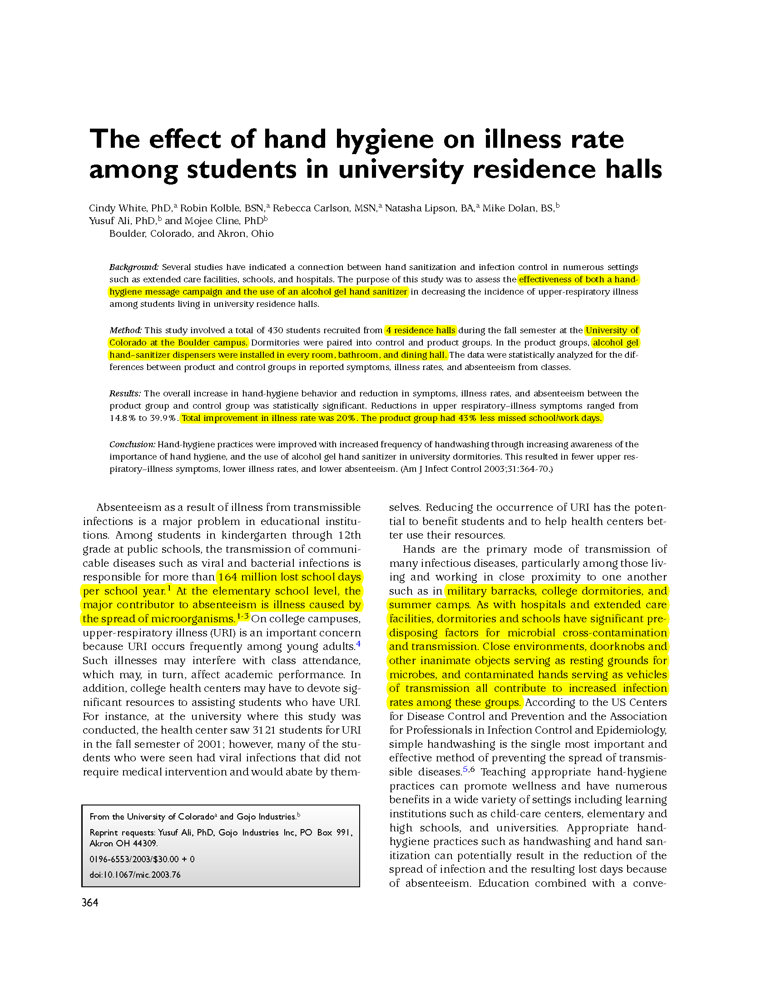 The effect of hand hygiene on illness rate
among students in university residence halls
Cindy White, PhD,a Robin Kolble, BSN,a Rebecca Carlson, MSN,a Natasha Lipson, BA,a Mike Dolan, BS,b
Yusuf Ali, PhD,b and Mojee Cline, PhDb
Boulder, Colorado, and Akron, Ohio
Background: Several studies have indicated a connection between hand sanitization and infection control in numerous settings
such as extended care facilities, schools, and hospitals. The purpose of this study was to assess the effectiveness of both a hand-
hygiene message campaign and the use of an alcohol gel hand sanitizer in decreasing the incidence of upper-respiratory illness
among students living in university residence halls.
Method: This study involved a total of 430 students recruited from 4 residence halls during the fall semester at the University of
Colorado at the Boulder campus. Dormitories were paired into control and product groups. In the product groups, alcohol gel
hand–sanitizer dispensers were installed in every room, bathroom, and dining hall. The data were statistically analyzed for the dif-
ferences between product and control groups in reported symptoms, illness rates, and absenteeism from classes.
Results: The overall increase in hand-hygiene behavior and reduction in symptoms, illness rates, and absenteeism between the
product group and control group was statistically significant. Reductions in upper respiratory–illness symptoms ranged from
14.8% to 39.9%. Total improvement in illness rate was 20%. The product group had 43% less missed school/work days.
Conclusion: Hand-hygiene practices were improved with increased frequency of handwashing through increasing awareness of the
importance of hand hygiene, and the use of alcohol gel hand sanitizer in university dormitories. This resulted in fewer upper res-
piratory–illness symptoms, lower illness rates, and lower absenteeism. (Am J Infect Control 2003;31:364-70.)
Absenteeism as a result of illness from transmissible
infections is a major problem in educational institu-
tions. Among students in kindergarten through 12th
grade at public schools, the transmission of communi-
cable diseases such as viral and bacterial infections is
responsible for more than 164 million lost school days
per school year.1 At the elementary school level, the
major contributor to absenteeism is illness caused by
the spread of microorganisms.1-3 On college campuses,
upper-respiratory illness (URI) is an important concern
because URI occurs frequently among young adults.4
Such illnesses may interfere with class attendance,
which may, in turn, affect academic performance. In
addition, college health centers may have to devote sig-
nificant resources to assisting students who have URI.
For instance, at the university where this study was
conducted, the health center saw 3121 students for URI
in the fall semester of 2001; however, many of the stu-
dents who were seen had viral infections that did not
require medical intervention and would abate by them-
From the University of Coloradoa and Gojo Industries.b
Reprint requests: Yusuf Ali, PhD, Gojo Industries Inc, PO Box 991,
Akron OH 44309.
0196-6553/2003/$30.00 + 0
doi:10.1067/mic.2003.76
364
selves. Reducing the occurrence of URI has the poten-
tial to benefit students and to help health centers bet-
ter use their resources.
Hands are the primary mode of transmission of
many infectious diseases, particularly among those liv-
ing and working in close proximity to one another
such as in military barracks, college dormitories, and
summer camps. As with hospitals and extended care
facilities, dormitories and schools have significant pre-
disposing factors for microbial cross-contamination
and transmission. Close environments, doorknobs and
other inanimate objects serving as resting grounds for
microbes, and contaminated hands serving as vehicles
of transmission all contribute to increased infection
rates among these groups. According to the US Centers
for Disease Control and Prevention and the Association
for Professionals in Infection Control and Epidemiology,
simple handwashing is the single most important and
effective method of preventing the spread of transmis-
sible diseases.5,6 Teaching appropriate hand-hygiene
practices can promote wellness and have numerous
benefits in a wide variety of settings including learning
institutions such as child-care centers, elementary and
high schools, and universities. Appropriate hand-
hygiene practices such as handwashing and hand san-
itization can potentially result in the reduction of the
spread of infection and the resulting lost days because
of absenteeism. Education combined with a conve-